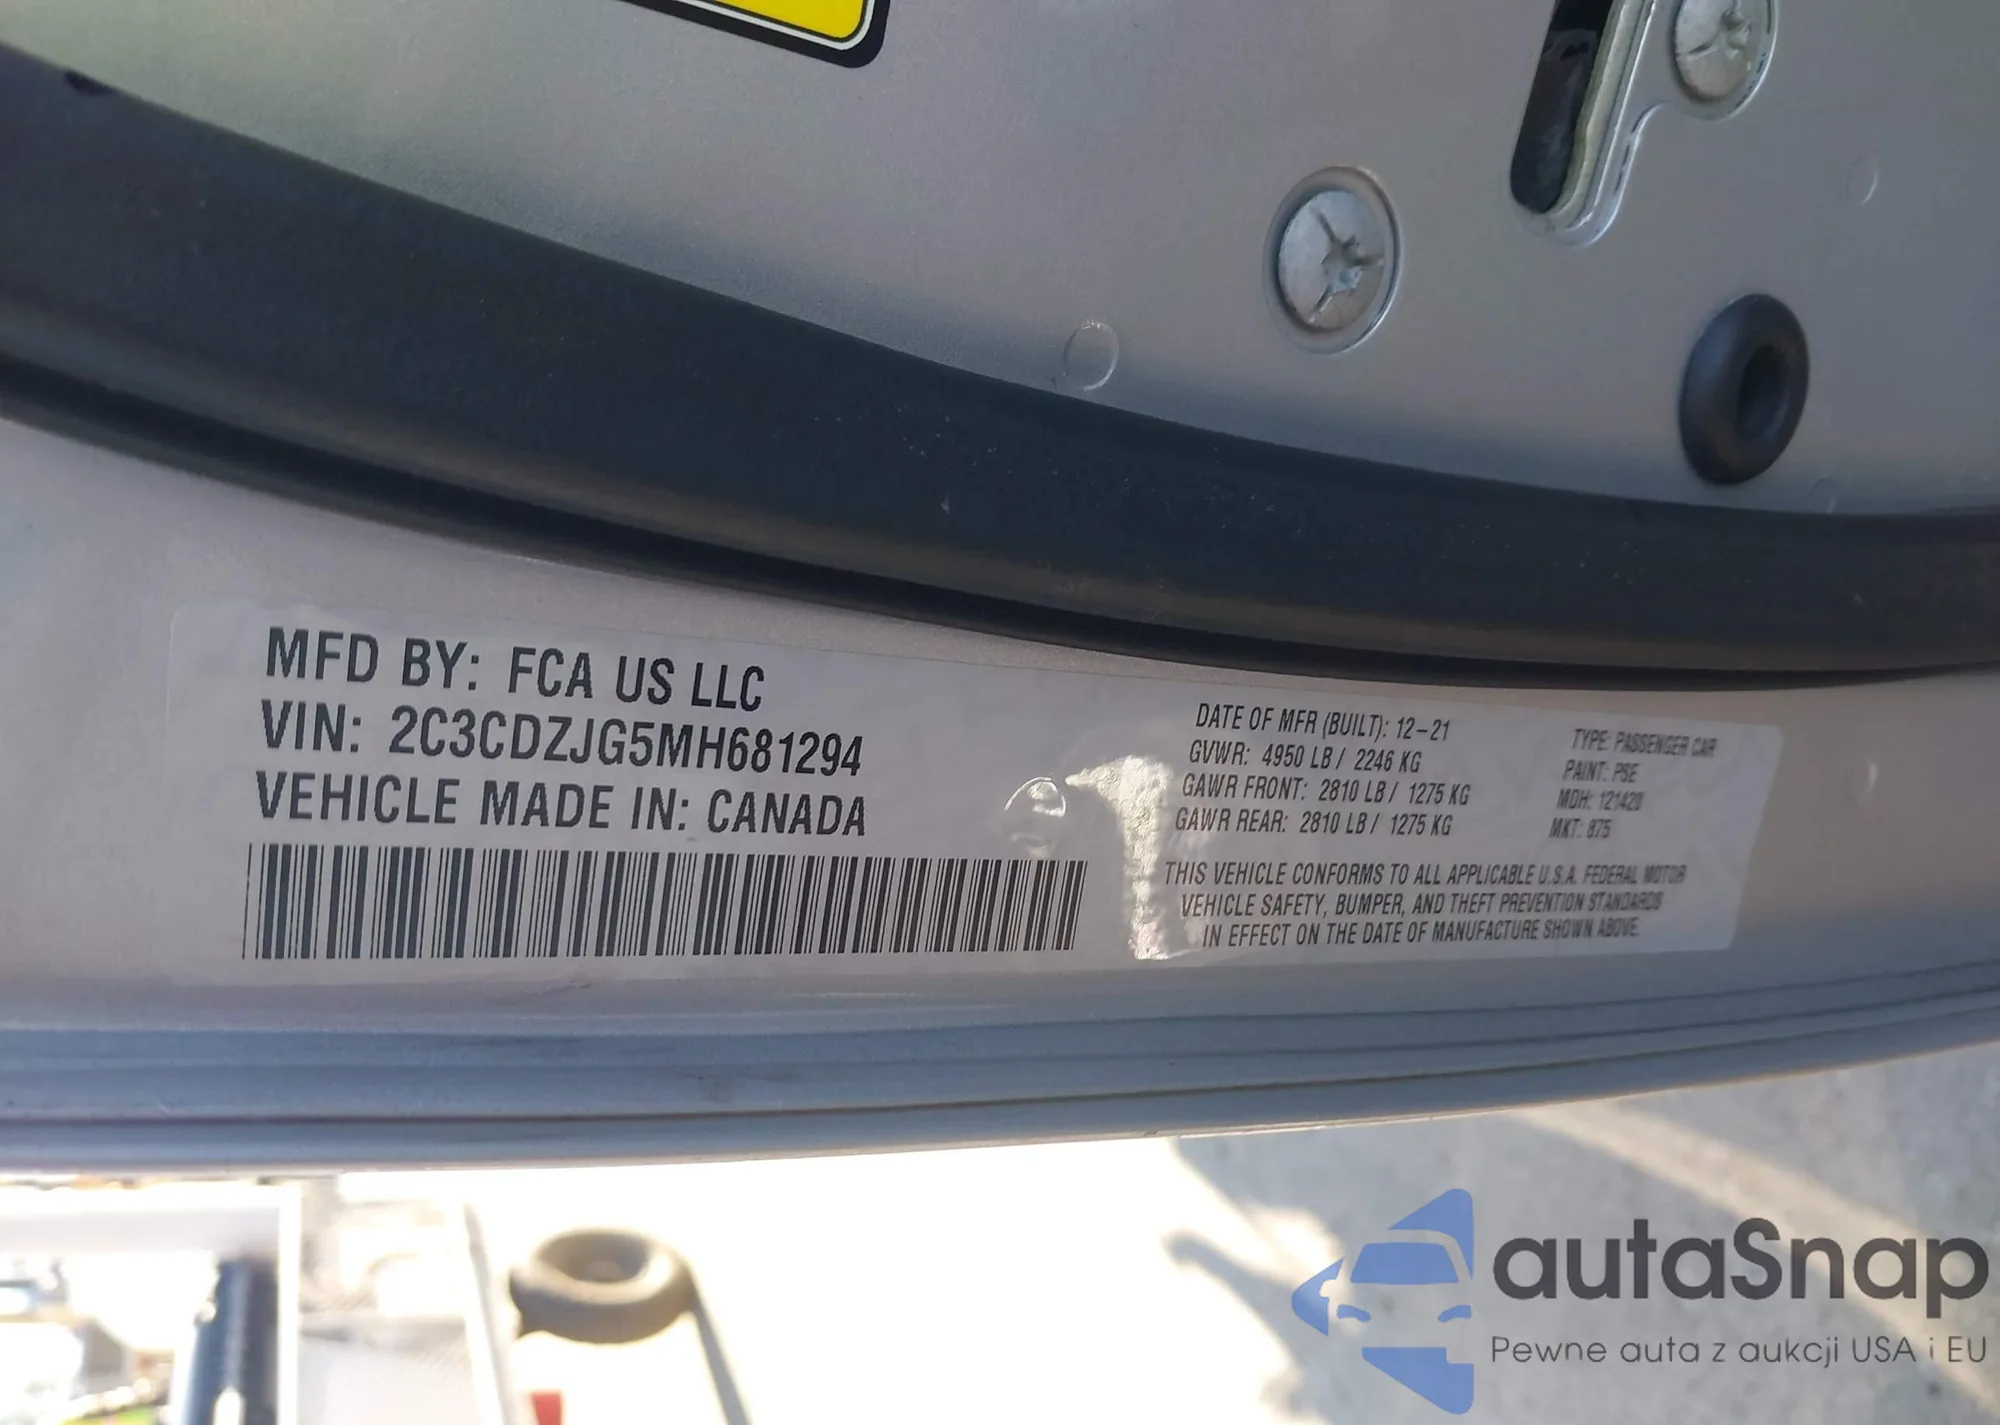 MFD BY: FCA US LLC
VIN: 2C3CDZJG5MH681294
VEHICLE MADE IN: CANADA
DATE OF MFR (BUILT): 12-21
GVWR: 4950 LB / 2246 KG
GAWR FRONT: 2810 LB / 1275 KG
GAWR REAR: 2810 LB / 1275 KG
TYPE: PASSENGER CAR
PAINT: PSE
MDH: 121420
MKT: 875
THIS VEHICLE CONFORMS TO ALL APPLICABLE U.S.A. FEDERAL MOTOR
VEHICLE SAFETY, BUMPER, AND THEFT PREVENTION STANDARDS
IN EFFECT ON THE DATE OF MANUFACTURE SHOWN ABOVE.
autaSnap
Pewne auta z aukcji USA i EU